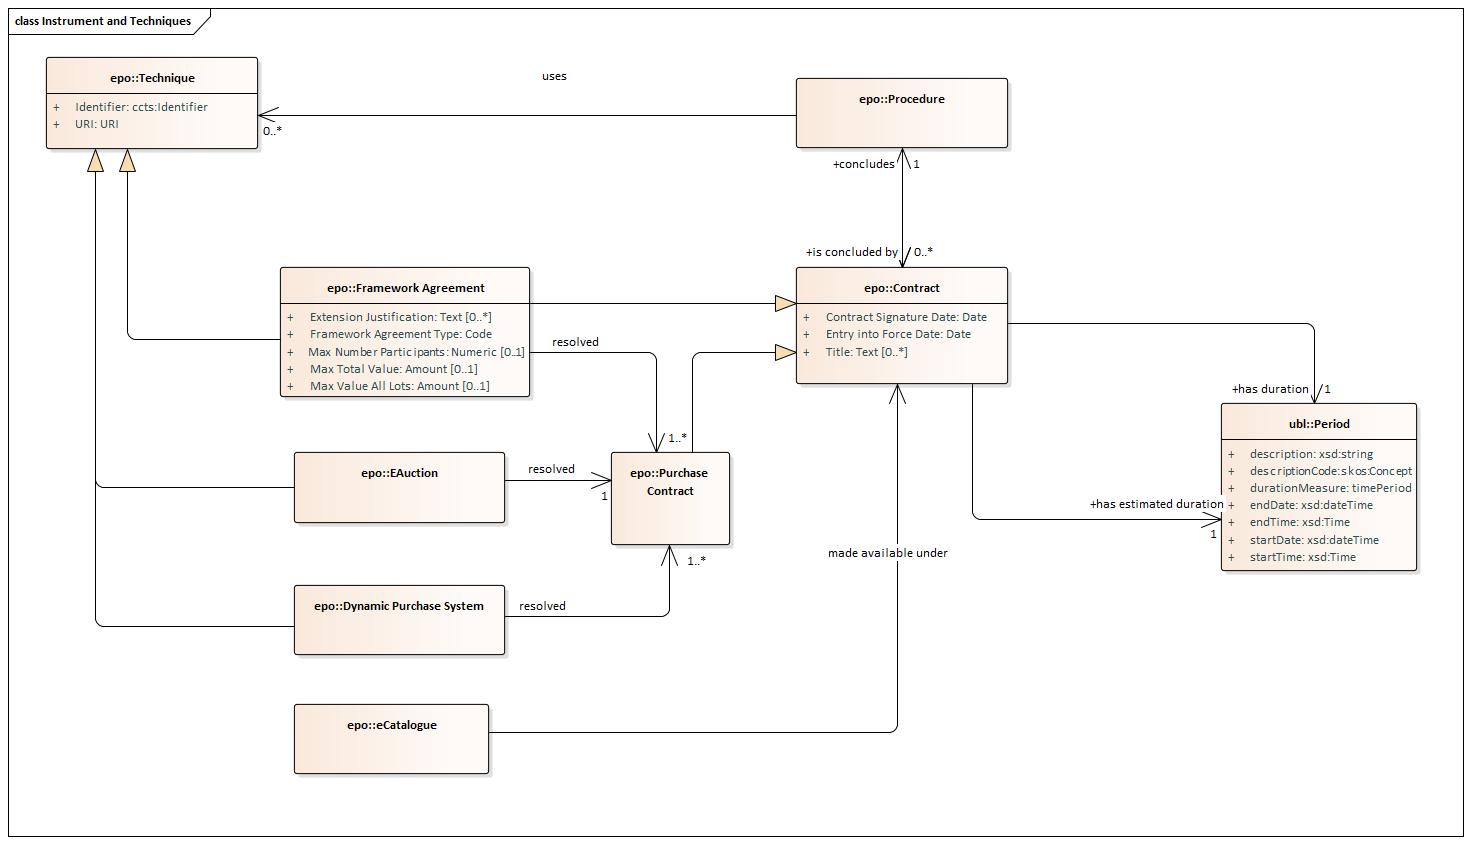 class Instrument and Techniques
epo::Technique
+ Identifier: ccts:Identifier
+ URI: URI
uses
0..*
epo::Procedure
+concludes 1
+is concluded by 0..*
epo::Framework Agreement
+ Extension Justification: Text [0..*]
+ Framework Agreement Type: Code
+ Max Number Participants: Numeric [0..1]
+ Max Total Value: Amount [0..1]
+ Max Value All Lots: Amount [0..1]
epo::Contract
+ Contract Signature Date: Date
+ Entry into Force Date: Date
+ Title: Text [0..*]
resolved
1..*
+has duration 1
ubl::Period
+ description: xsd:string
+ descriptionCode:skos:Concept
+ durationMeasure: timePeriod
+ endDate: xsd:dateTime
+ endTime: xsd:Time
+ startDate: xsd:dateTime
+ startTime: xsd:Time
+has estimated duration
1
epo::EAuction
resolved
1
epo::Purchase
Contract
1..*
epo::Dynamic Purchase System
resolved
made available under
epo::eCatalogue